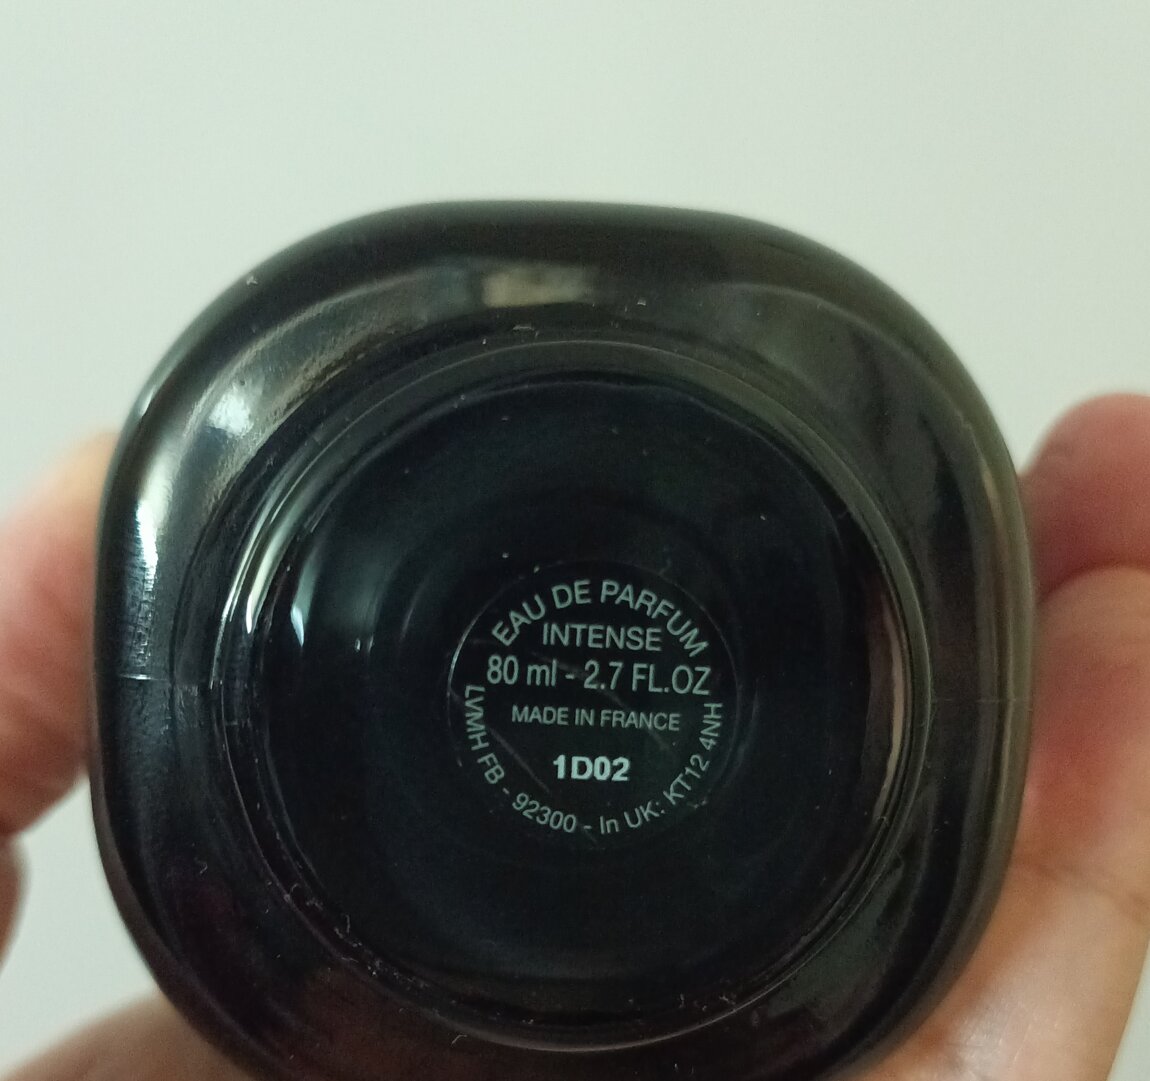 EAU DE PARFUM
INTENSE
80 ml - 2.7 FL.OZ
MADE IN FRANCE
1D02
LVMH FB - 92300 - In UK: KT12 4NH